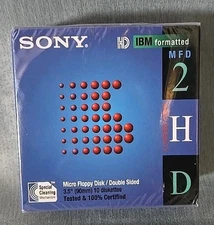 SONY.
HD IBM formatted
MFD
2
H
D
Special
Cleaning
Mechanism
Micro Floppy Disk / Double Sided
3.5" (90mm) 10 diskettes
Tested & 100% Certified